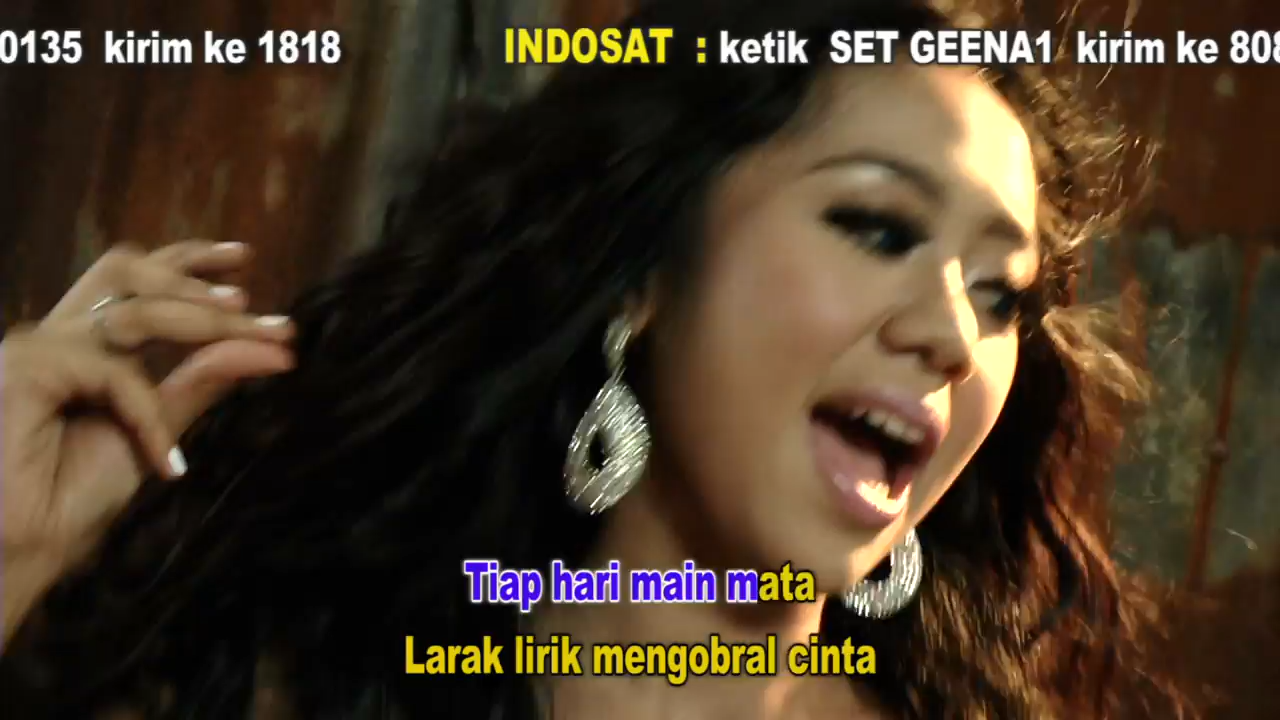 0135 kirim ke 1818 INDOSAT : ketik SET GEENA1 kirim ke 808
Tiap hari main mata
Larak lirik mengobral cinta